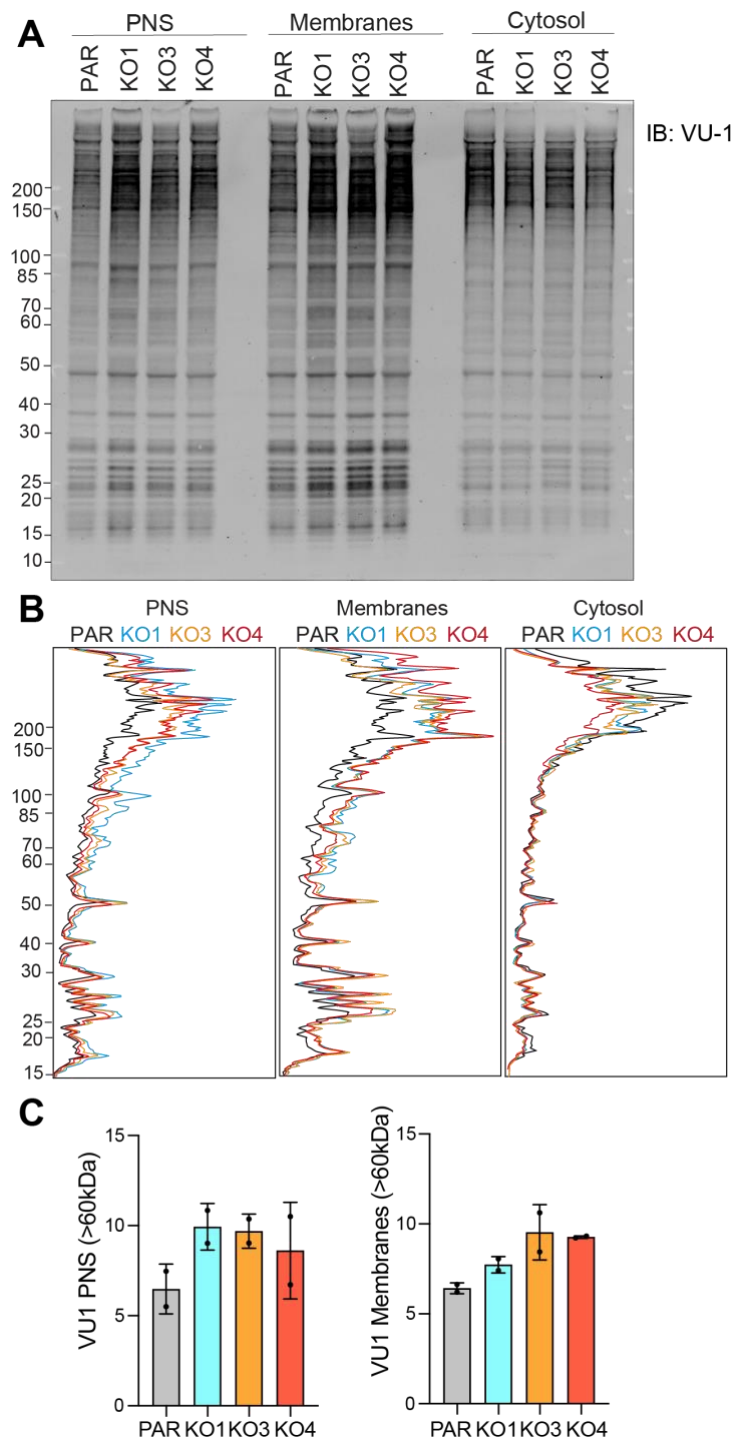 A
PNS Membranes Cytosol
PAR KO1 KO3 KO4 PAR KO1 KO3 KO4 PAR KO1 KO3 KO4
IB: VU-1
200
150
100
85
70
60
50
40
30
25
20
15
10
B
PNS Membranes Cytosol
PAR KO1 KO3 KO4 PAR KO1 KO3 KO4 PAR KO1 KO3 KO4
200
150
100
85
70
60
50
40
30
25
20
15
C
VU1 PNS (>60kDa)
15
10
5
0
PAR KO1 KO3 KO4
VU1 Membranes (>60kDa)
15
10
5
0
PAR KO1 KO3 KO4